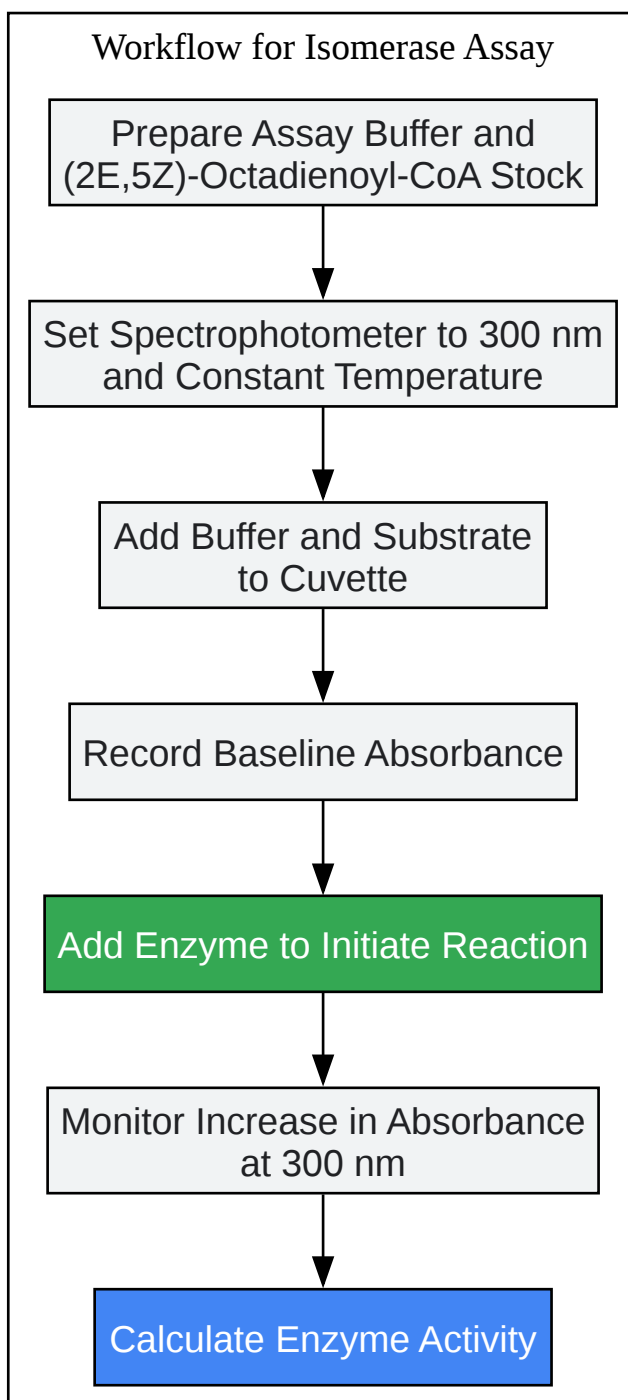 Workflow for Isomerase Assay
Prepare Assay Buffer and
(2E,5Z)-Octadienoyl-CoA Stock
Set Spectrophotometer to 300 nm
and Constant Temperature
Add Buffer and Substrate
to Cuvette
Record Baseline Absorbance
Add Enzyme to Initiate Reaction
Monitor Increase in Absorbance
at 300 nm
Calculate Enzyme Activity